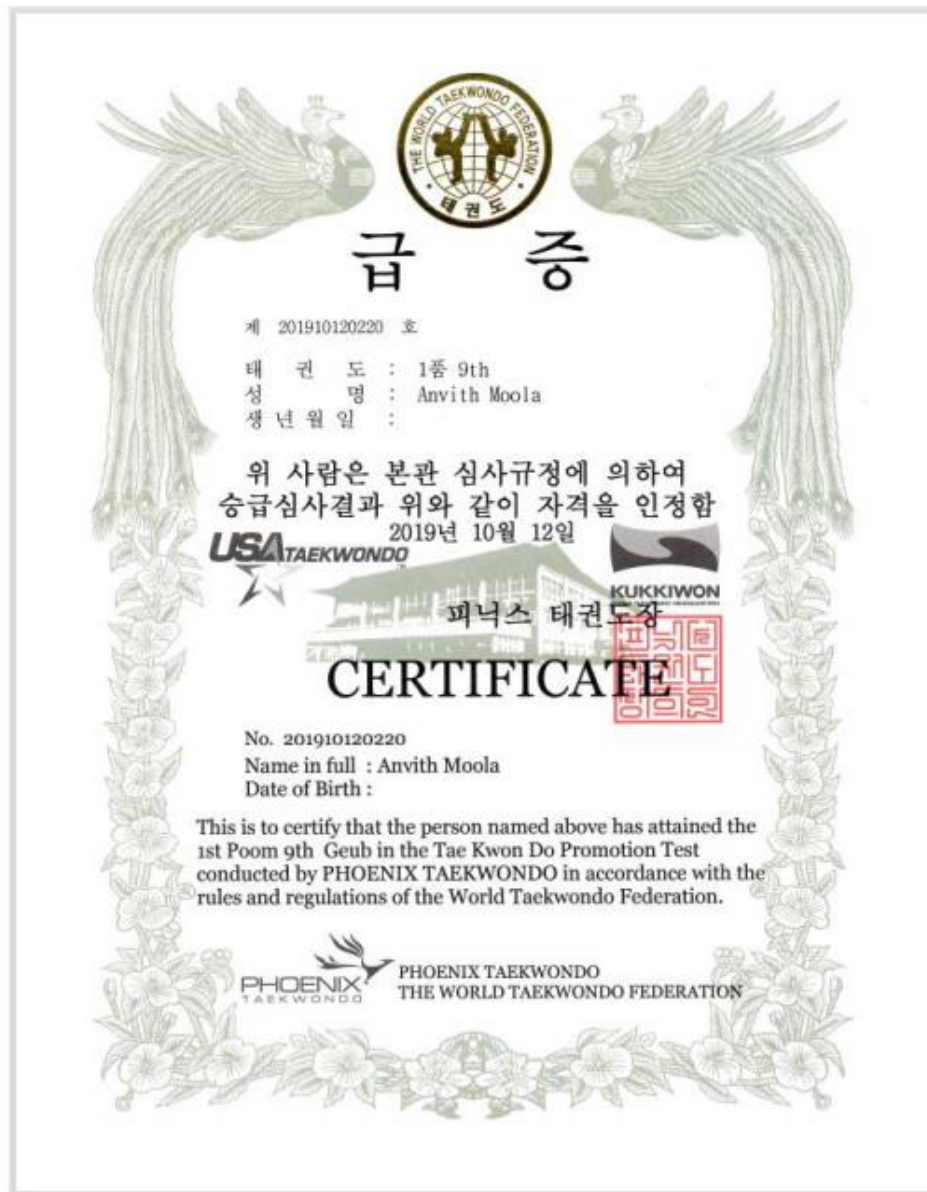 THE WORLD TAEKWONDO FEDERATION
태권도
급 증
제 201910120220 호
태 권 도 : 1품 9th
성 명 : Anvith Moola
생년월일 :
위 사람은 본관 심사규정에 의하여
승급심사결과 위와 같이 자격을 인정함
2019년 10월 12일
USA TAEKWONDO
KUKKIWON
피닉스 태권도장
CERTIFICATE
No. 201910120220
Name in full : Anvith Moola
Date of Birth :
This is to certify that the person named above has attained the
1st Poom 9th Geub in the Tae Kwon Do Promotion Test
conducted by PHOENIX TAEKWONDO in accordance with the
rules and regulations of the World Taekwondo Federation.
PHOENIX
TAEKWONDO
PHOENIX TAEKWONDO
THE WORLD TAEKWONDO FEDERATION